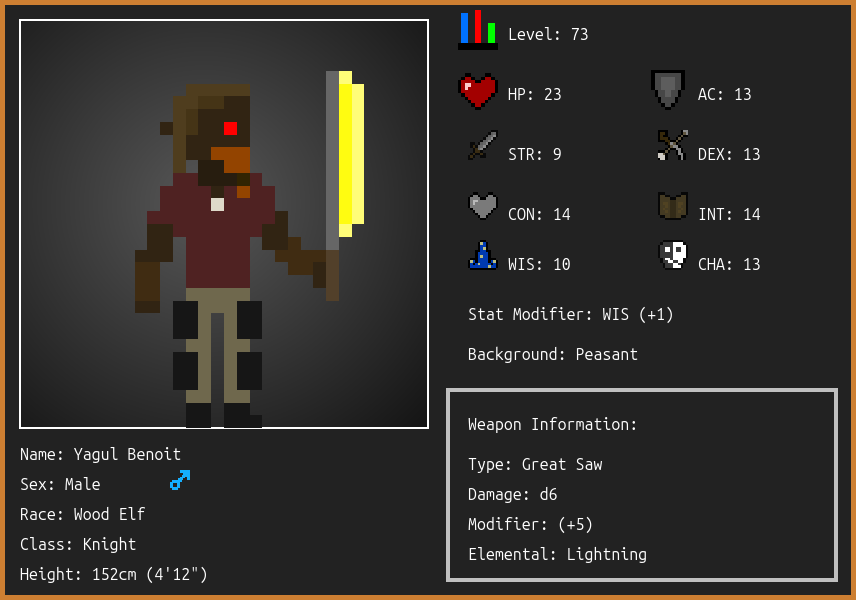 Level: 73
HP: 23
AC: 13
STR: 9
DEX: 13
CON: 14
INT: 14
WIS: 10
CHA: 13
Stat Modifier: WIS (+1)
Background: Peasant
Weapon Information:
Type: Great Saw
Damage: d6
Modifier: (+5)
Elemental: Lightning
Name: Yagul Benoit
Sex: Male
Race: Wood Elf
Class: Knight
Height: 152cm (4'12")